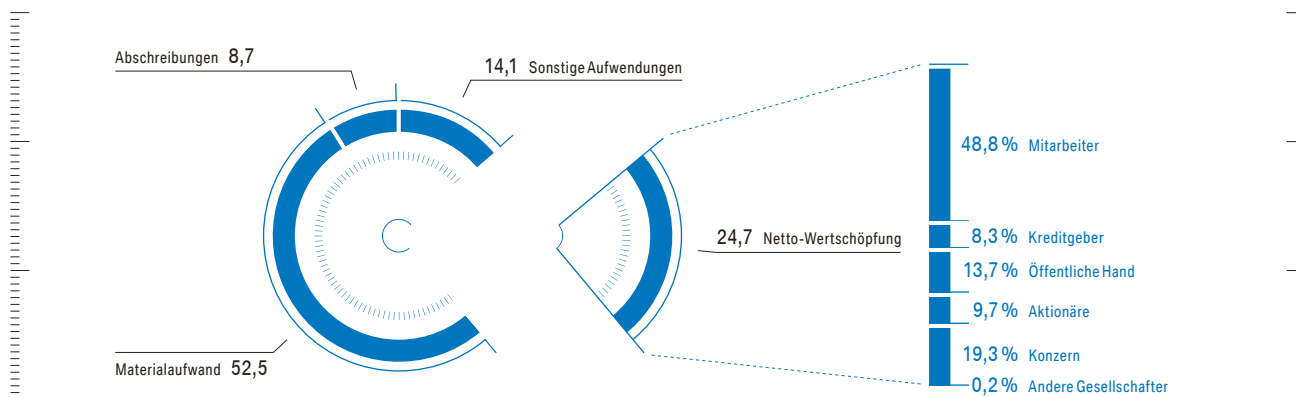 Abschreibungen 8,7
14,1 Sonstige Aufwendungen
48,8 % Mitarbeiter
24,7 Netto-Wertschöpfung
8,3 % Kreditgeber
13,7 % Öffentliche Hand
9,7 % Aktionäre
19,3 % Konzern
Materialaufwand 52,5
0,2 % Andere Gesellschafter